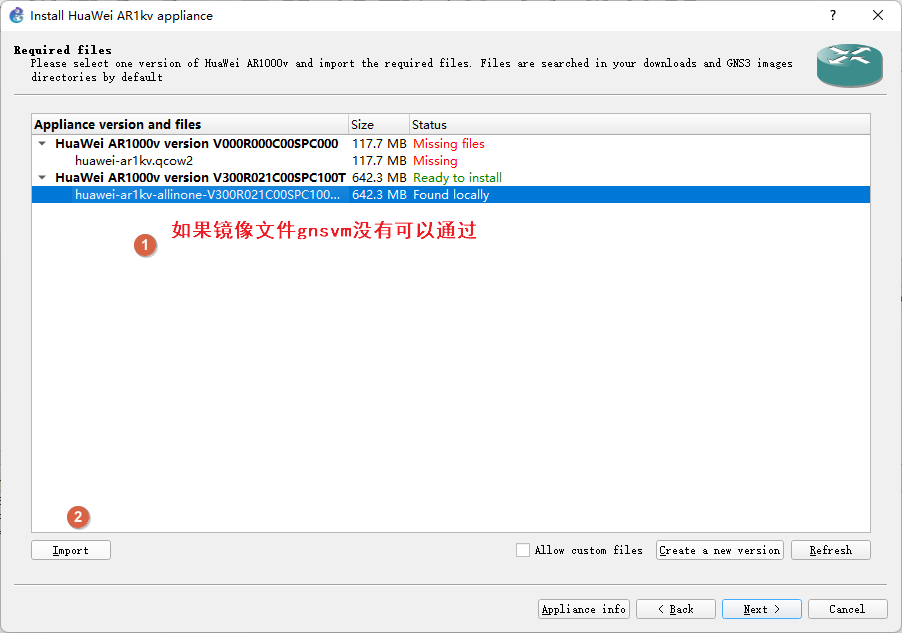 Install HuaWei AR1kv appliance
Required files
Please select one version of HuaWei AR1000v and import the required files. Files are searched in your downloads and GNS3 images
directories by default
Appliance version and files Size Status
HuaWei AR1000v version V000R000C00SPC000 117.7 MB Missing files
huawei-ar1kv.qcow2 117.7 MB Missing
HuaWei AR1000v version V300R021C00SPC100T 642.3 MB Ready to install
huawei-ar1kv-allinone-V300R021C00SPC100... 642.3 MB Found locally
1 如果镜像文件gnsvm没有可以通过
2
Import Allow custom files Create a new version Refresh
Appliance info < Back Next > Cancel